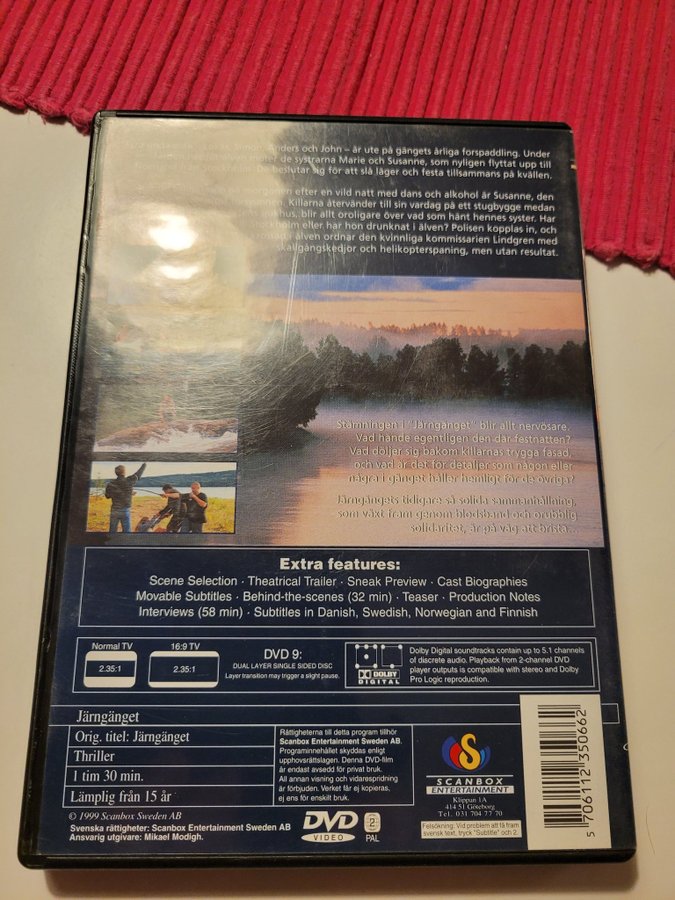 Anders och John – är ute på gängets årliga forspaddling. Under
möter de systrarna Marie och Susanne, som nyligen flyttat upp till
beslutar sig för att slå läger och festa tillsammans på kvällen.
på morgonen efter en vild natt med dans och alkohol är Susanne, den
Killarna återvänder till sin vardag på ett stugbygge medan
blir allt oroligare över vad som hänt hennes syster. Har
eller har hon drunknat i älven? Polisen kopplas in, och
i älven ordnar den kvinnliga kommissarien Lindgren med
skallgångskedjor och helikopterspaning, men utan resultat.
Stämningen i "Järngänget" blir allt nervösare.
Vad hände egentligen den där festnatten?
Vad döljer sig bakom killarnas trygga fasad,
och vad är det för detaljer som någon eller
några i gänget håller hemligt för de övriga?
Järngängets tidigare så solida sammanhållning,
som växt fram genom blodsband och orubblig
solidaritet, är på väg att brista...
Extra features:
Scene Selection · Theatrical Trailer · Sneak Preview · Cast Biographies
Movable Subtitles · Behind-the-scenes (32 min) · Teaser · Production Notes
Interviews (58 min) · Subtitles in Danish, Swedish, Norwegian and Finnish
Normal TV
2.35:1
16:9 TV
2.35:1
DVD 9:
DUAL LAYER SINGLE SIDED DISC
Layer transition may trigger a slight pause.
DOLBY
DIGITAL
Dolby Digital soundtracks contain up to 5.1 channels
of discrete audio. Playback from 2-channel DVD
player outputs is compatible with stereo and Dolby
Pro Logic reproduction.
Järngänget
Orig. titel: Järngänget
Thriller
1 tim 30 min.
Lämplig från 15 år
Rättigheterna till detta program tillhör
Scanbox Entertainment Sweden AB.
Programinnehållet skyddas enligt
upphovsrättslagen. Denna DVD-film
är endast avsedd för privat bruk.
All annan visning och vidarespridning
är förbjuden. Verket får ej kopieras,
ej ens för enskilt bruk.
S
SCANBOX
ENTERTAINMENT
Klippan 1A
414 51 Göteborg
Tel. 031 704 77 70
5 706112 350662
© 1999 Scanbox Sweden AB
Svenska rättigheter: Scanbox Entertainment Sweden AB
Ansvarig utgivare: Mikael Modigh.
DVD
VIDEO
2
PAL
Felsökning. Vid problem att få fram
svensk text, tryck "Subtitle" och 2.